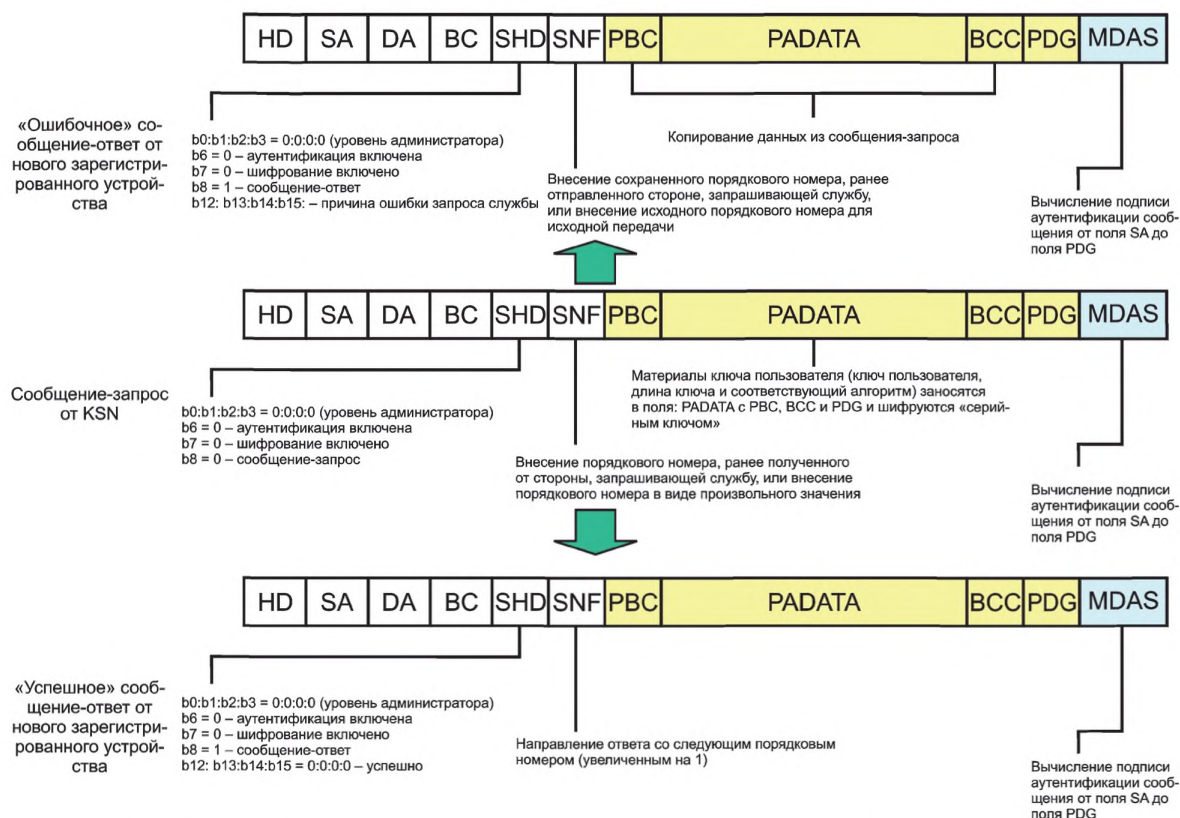 HD SA DA BC SHD SNF PBC PADATA BCC PDG MDAS
«Ошибочное» со-
общение-ответ от
нового зарегистри-
рованного устрой-
ства
b0:b1:b2:b3 = 0:0:0:0 (уровень администратора)
b6 = 0 – аутентификация включена
b7 = 0 – шифрование включено
b8 = 1 – сообщение-ответ
b12: b13:b14:b15: – причина ошибки запроса службы
Копирование данных из сообщения-запроса
Внесение сохраненного порядкового номера, ранее
отправленного стороне, запрашивающей службу,
или внесение исходного порядкового номера для
исходной передачи
Вычисление подписи
аутентификации сооб-
щения от поля SA до
поля PDG
HD SA DA BC SHD SNF PBC PADATA BCC PDG MDAS
Сообщение-запрос
от KSN
b0:b1:b2:b3 = 0:0:0:0 (уровень администратора)
b6 = 0 – аутентификация включена
b7 = 0 – шифрование включено
b8 = 0 – сообщение-запрос
Материалы ключа пользователя (ключ пользователя,
длина ключа и соответствующий алгоритм) заносятся
в поля: PADATA с PBC, BCC и PDG и шифруются «серий-
ным ключом»
Внесение порядкового номера, ранее полученного
от стороны, запрашивающей службу, или внесение
порядкового номера в виде произвольного значения
Вычисление подписи
аутентификации сооб-
щения от поля SA до
поля PDG
HD SA DA BC SHD SNF PBC PADATA BCC PDG MDAS
«Успешное» сооб-
щение-ответ от
нового зарегистри-
рованного устрой-
ства
b0:b1:b2:b3 = 0:0:0:0 (уровень администратора)
b6 = 0 – аутентификация включена
b7 = 0 – шифрование включено
b8 = 1 – сообщение-ответ
b12: b13:b14:b15 = 0:0:0:0 – успешно
Направление ответа со следующим порядковым
номером (увеличенным на 1)
Вычисление подписи
аутентификации сооб-
щения от поля SA до
поля PDG